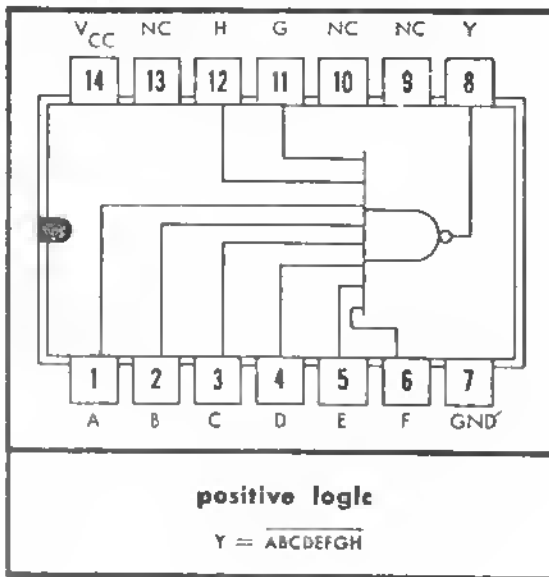 VCC NC H G NC NC Y
14 13 12 11 10 9 8
1 2 3 4 5 6 7
A B C D E F GND
positive logic
Y = A̅B̅C̅D̅E̅F̅G̅H̅